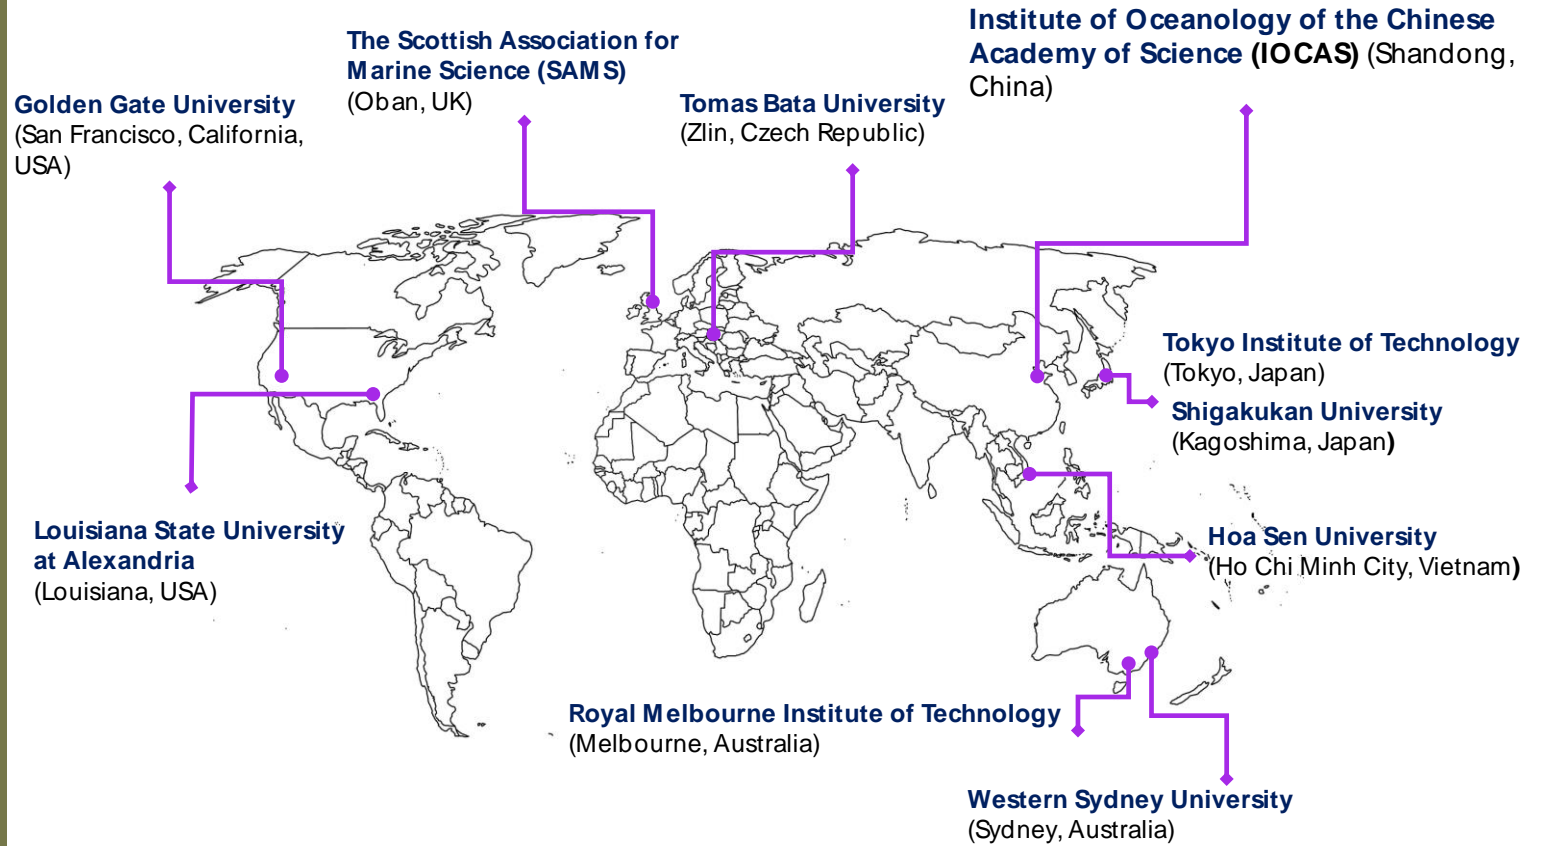 Institute of Oceanology of the Chinese
Academy of Science (IOCAS) (Shandong,
China)
The Scottish Association for
Marine Science (SAMS)
(Oban, UK)
Golden Gate University
(San Francisco, California,
USA)
Tomas Bata University
(Zlin, Czech Republic)
Tokyo Institute of Technology
(Tokyo, Japan)
Shigakukan University
(Kagoshima, Japan)
Louisiana State University
at Alexandria
(Louisiana, USA)
Hoa Sen University
(Ho Chi Minh City, Vietnam)
Royal Melbourne Institute of Technology
(Melbourne, Australia)
Western Sydney University
(Sydney, Australia)